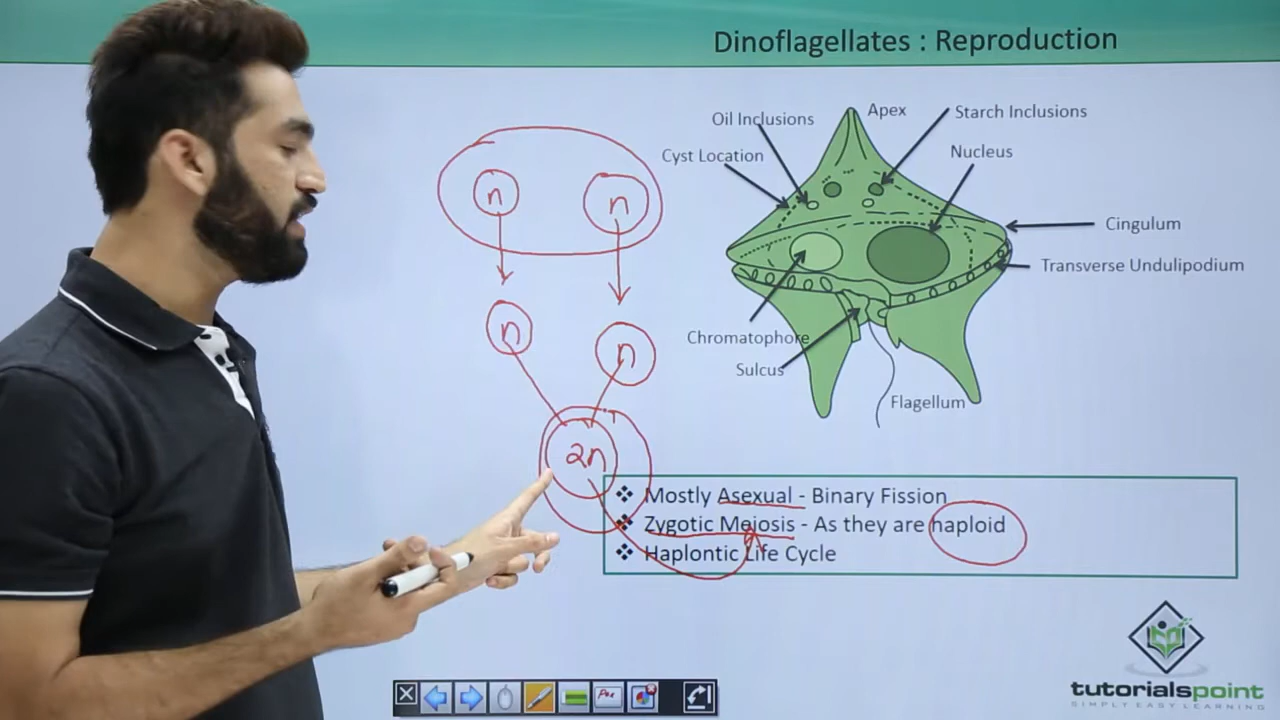 Dinoflagellates : Reproduction
Oil Inclusions
Apex
Starch Inclusions
Cyst Location
Nucleus
n
n
Cingulum
Transverse Undulipodium
n
n
Chromatophore
Sulcus
Flagellum
2n
❖ Mostly Asexual - Binary Fission
❖ Zygotic Meiosis - As they are haploid
❖ Haplontic Life Cycle
tutorialspoint
SIMPLY EASY LEARNING